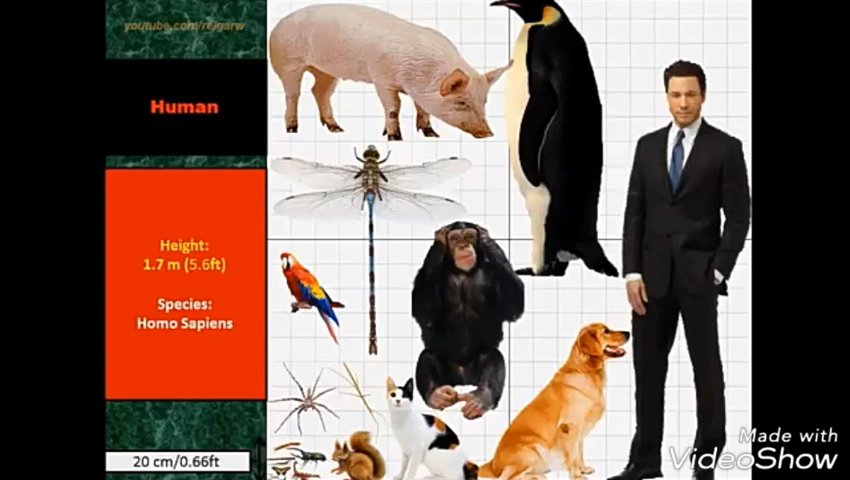 youtube.com/reigarw
Human
Height:
1.7 m (5.6ft)
Species:
Homo Sapiens
20 cm/0.66ft
Made with
VideoShow